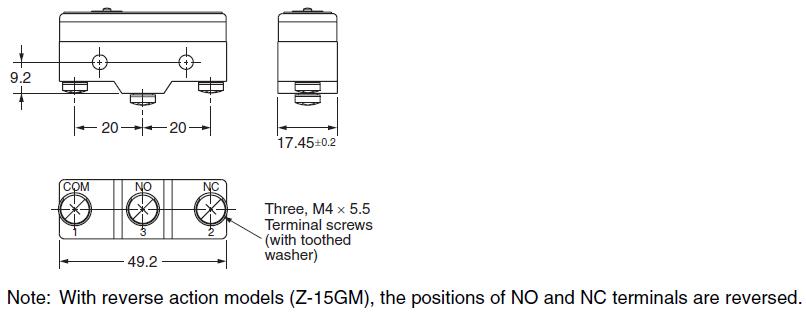 9.2
20
20
17.45±0.2
COM
NO
NC
1
3
2
Three, M4 × 5.5
Terminal screws
(with toothed
washer)
49.2
Note: With reverse action models (Z-15GM), the positions of NO and NC terminals are reversed.